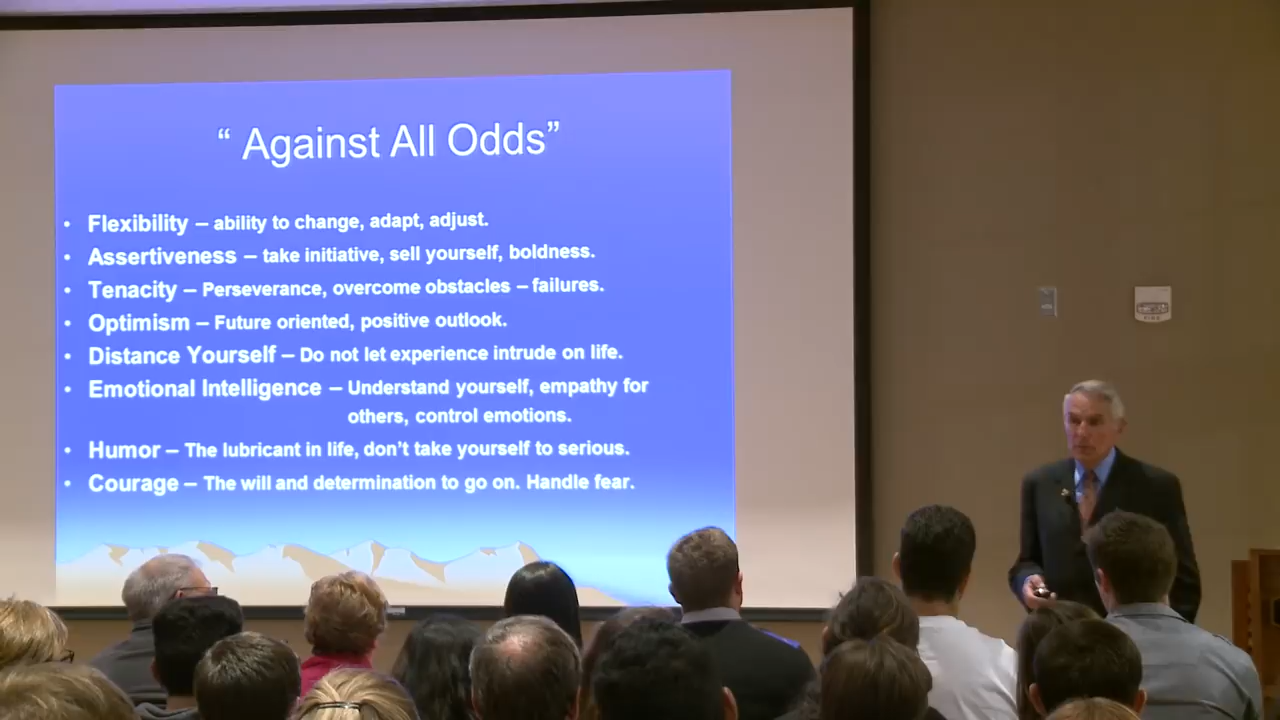 “ Against All Odds”
• Flexibility – ability to change, adapt, adjust.
• Assertiveness – take initiative, sell yourself, boldness.
• Tenacity – Perseverance, overcome obstacles – failures.
• Optimism – Future oriented, positive outlook.
• Distance Yourself – Do not let experience intrude on life.
• Emotional Intelligence – Understand yourself, empathy for
others, control emotions.
• Humor – The lubricant in life, don’t take yourself to serious.
• Courage – The will and determination to go on. Handle fear.
FIRE